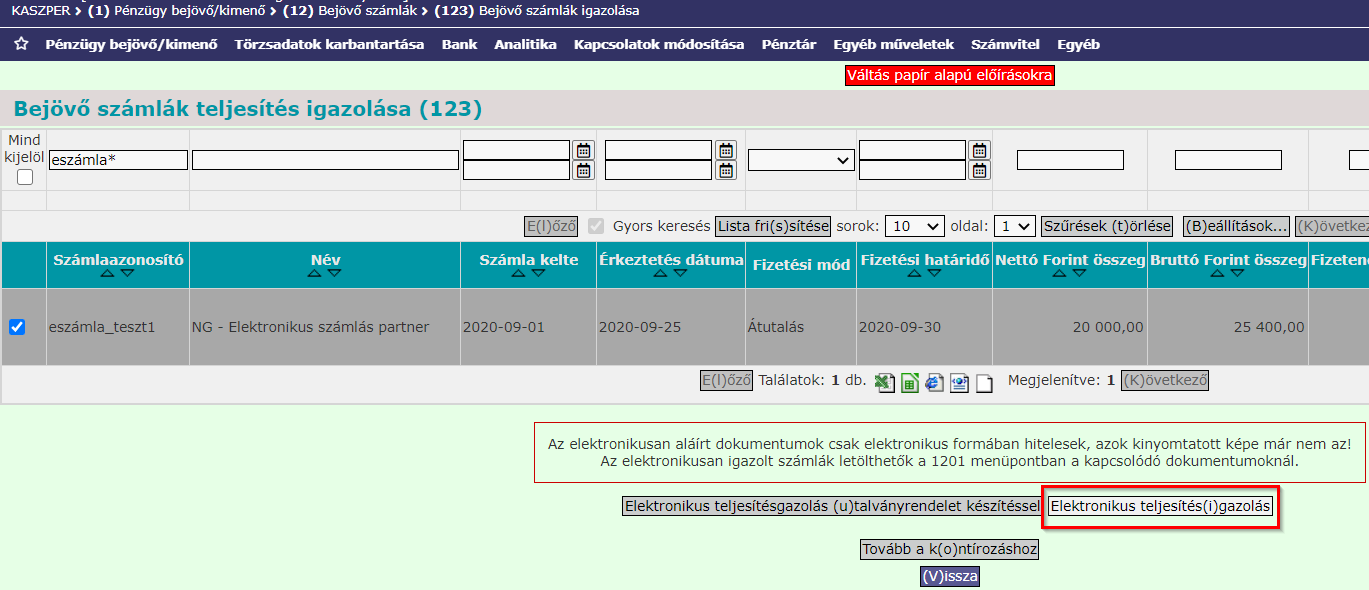 KASZPER > (1) Pénzügy bejövő/kimenő > (12) Bejövő számlák > (123) Bejövő számlák igazolása
Pénzügy bejövő/kimenő Törzsadatok karbantartása Bank Analitika Kapcsolatok módosítása Pénztár Egyéb műveletek Számvitel Egyéb
Váltás papír alapú előírásokra
Bejövő számlák teljesítés igazolása (123)
Mind
kijelöl
eszámla*
E(l)őző Gyors keresés Lista fri(s)sítése sorok: 10 oldal: 1 Szűrések (t)örlése (B)eállítások... (K)övetkez
Számlaazonosító Név Számla kelte Érkeztetés dátuma Fizetési mód Fizetési határidő Nettó Forint összeg Bruttó Forint összeg Fizeten
eszámla_teszt1 NG - Elektronikus számlás partner 2020-09-01 2020-09-25 Átutalás 2020-09-30 20 000,00 25 400,00
E(l)őző Találatok: 1 db. Megjelenítve: 1 (K)övetkező
Az elektronikusan aláírt dokumentumok csak elektronikus formában hitelesek, azok kinyomtatott képe már nem az!
Az elektronikusan igazolt számlák letölthetők a 1201 menüpontban a kapcsolódó dokumentumoknál.
Elektronikus teljesítésgazolás (u)talványrendelet készítéssel Elektronikus teljesítés(i)gazolás
Tovább a k(o)ntírozáshoz
(V)issza